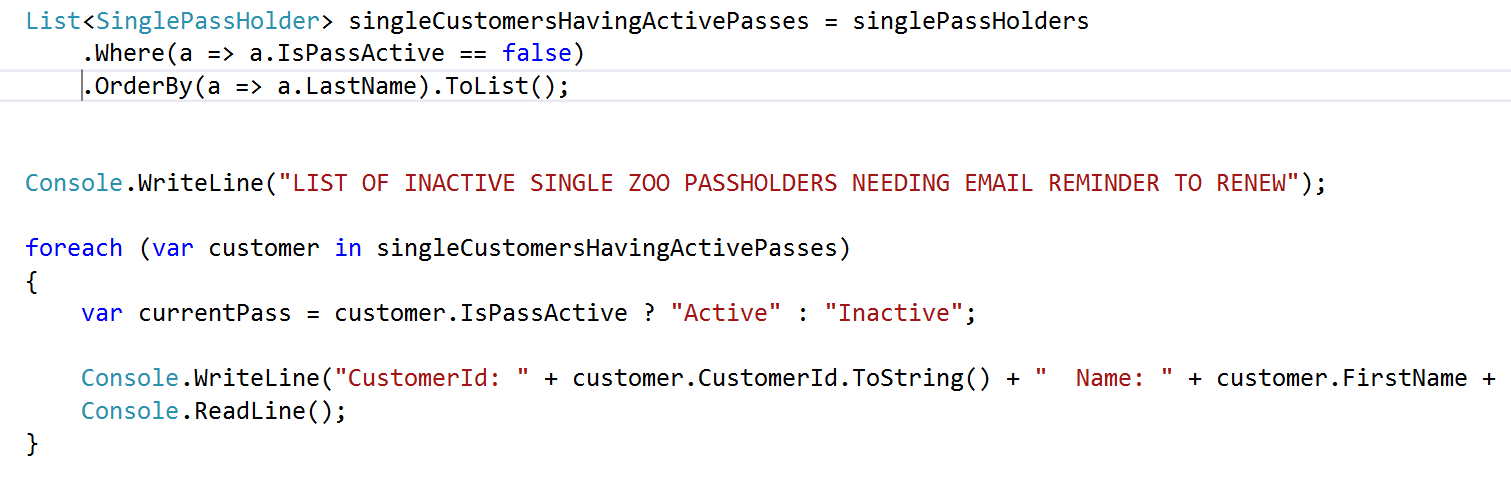 List<SinglePassHolder> singleCustomersHavingActivePasses = singlePassHolders
.Where(a => a.IsPassActive == false)
.OrderBy(a => a.LastName).ToList();
Console.WriteLine("LIST OF INACTIVE SINGLE ZOO PASSHOLDERS NEEDING EMAIL REMINDER TO RENEW");
foreach (var customer in singleCustomersHavingActivePasses)
{
var currentPass = customer.IsPassActive ? "Active" : "Inactive";
Console.WriteLine("CustomerId: " + customer.CustomerId.ToString() + "  Name: " + customer.FirstName +
Console.ReadLine();
}